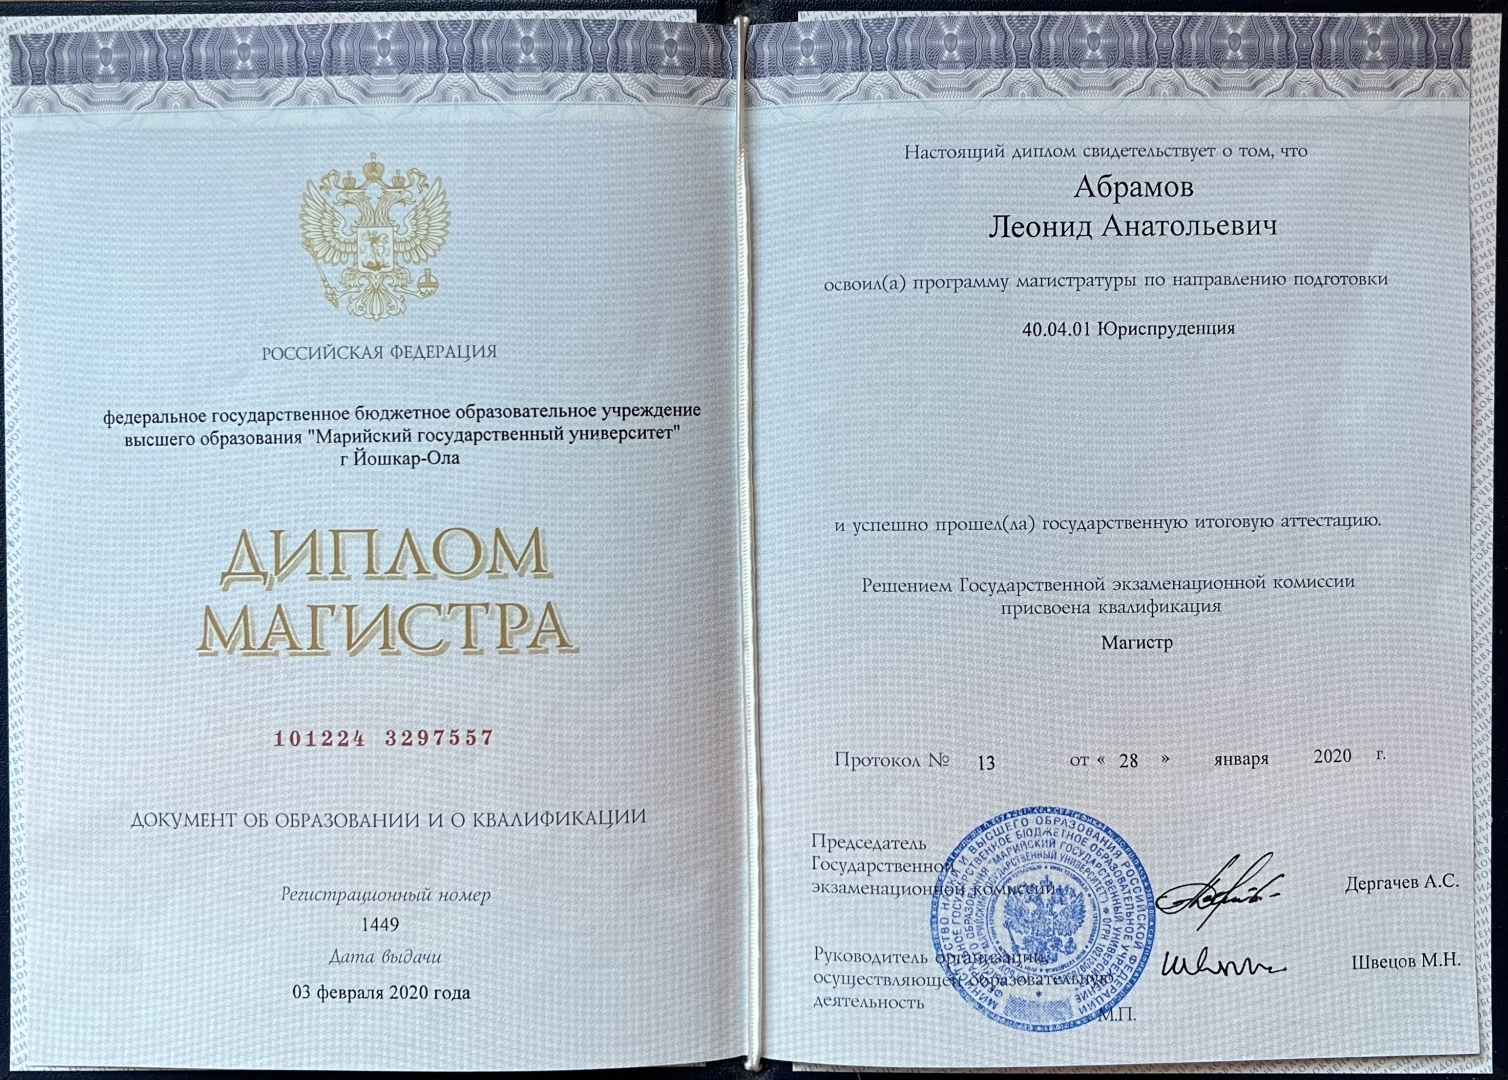 РОССИЙСКАЯ ФЕДЕРАЦИЯ
федеральное государственное бюджетное образовательное учреждение
высшего образования "Марийский государственный университет"
г Йошкар-Ола
ДИПЛОМ
МАГИСТРА
101224 3297557
ДОКУМЕНТ ОБ ОБРАЗОВАНИИ И О КВАЛИФИКАЦИИ
Регистрационный номер
1449
Дата выдачи
03 февраля 2020 года
Настоящий диплом свидетельствует о том, что
Абрамов
Леонид Анатольевич
освоил(а) программу магистратуры по направлению подготовки
40.04.01 Юриспруденция
и успешно прошел(ла) государственную итоговую аттестацию.
Решением Государственной экзаменационной комиссии
присвоена квалификация
Магистр
Протокол № 13 от « 28 » января 2020 г.
Председатель
Государственной
экзаменационной комиссии
Дергачев А.С.
Руководитель организации,
осуществляющей образовательную
деятельность
Швецов М.Н.
М.П.